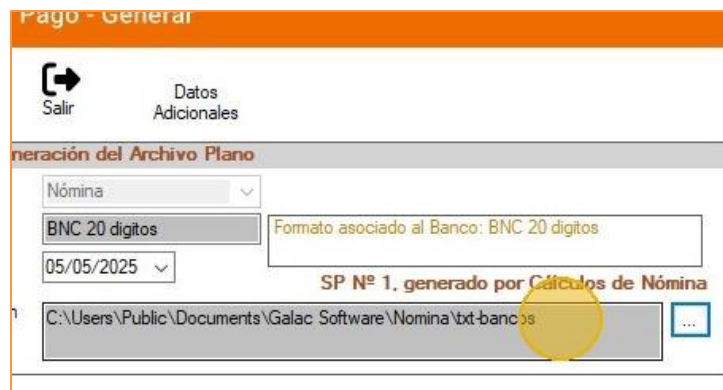 Pago - Generar
Salir
Datos
Adicionales
neración del Archivo Plano
Nómina
BNC 20 digitos
Formato asociado al Banco: BNC 20 digitos
05/05/2025
SP Nº 1, generado por Cálculos de Nómina
n
C:\Users\Public\Documents\Galac Software\Nomina\txt-bancos
...